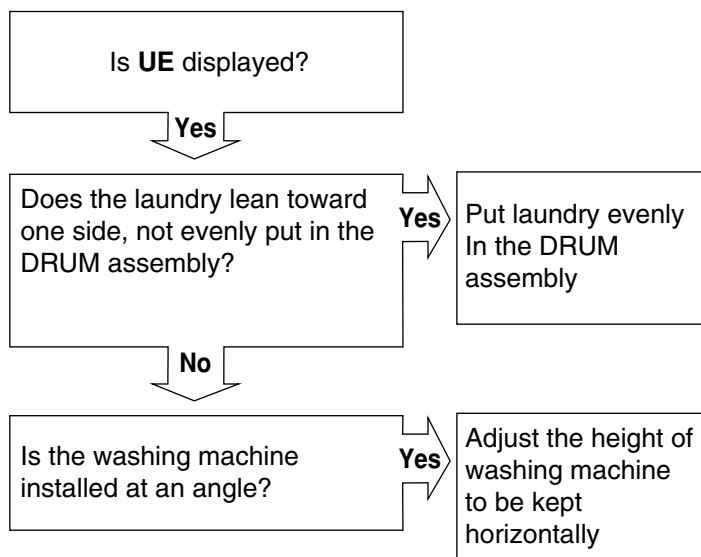 Is UE displayed?
Yes
Does the laundry lean toward
one side, not evenly put in the
DRUM assembly?
Yes
Put laundry evenly
In the DRUM
assembly
No
Is the washing machine
installed at an angle?
Yes
Adjust the height of
washing machine
to be kept
horizontally